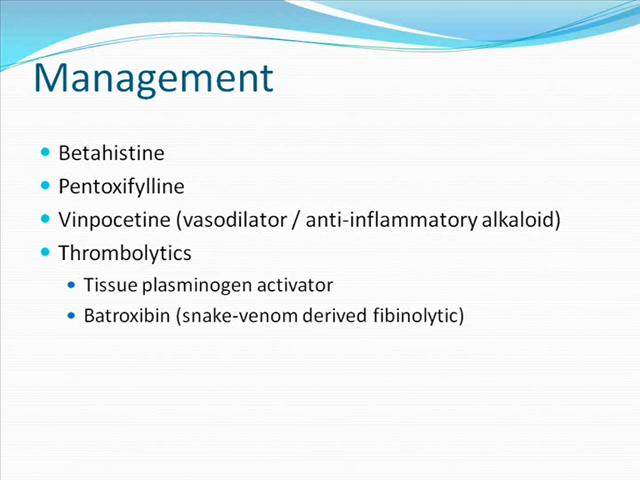 Management
Betahistine
Pentoxifylline
Vinpocetine (vasodilator / anti-inflammatory alkaloid)
Thrombolytics
Tissue plasminogen activator
Batroxibin (snake-venom derived fibinolytic)